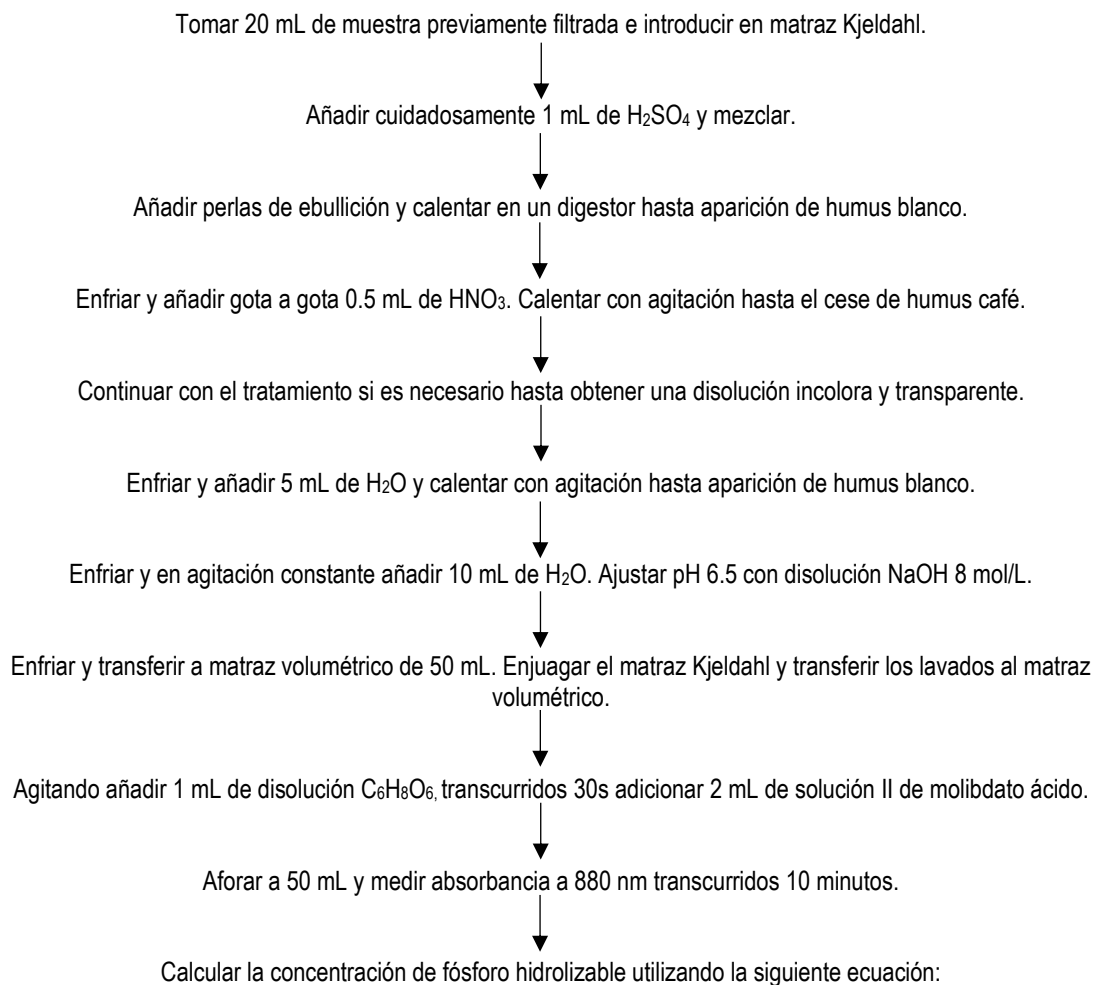 Tomar 20 mL de muestra previamente filtrada e introducir en matraz Kjeldahl.
Añadir cuidadosamente 1 mL de H₂SO₄ y mezclar.
Añadir perlas de ebullición y calentar en un digestor hasta aparición de humus blanco.
Enfriar y añadir gota a gota 0.5 mL de HNO₃. Calentar con agitación hasta el cese de humus café.
Continuar con el tratamiento si es necesario hasta obtener una disolución incolora y transparente.
Enfriar y añadir 5 mL de H₂O y calentar con agitación hasta aparición de humus blanco.
Enfriar y en agitación constante añadir 10 mL de H₂O. Ajustar pH 6.5 con disolución NaOH 8 mol/L.
Enfriar y transferir a matraz volumétrico de 50 mL. Enjuagar el matraz Kjeldahl y transferir los lavados al matraz
volumétrico.
Agitando añadir 1 mL de disolución C₆H₈O₆, transcurridos 30s adicionar 2 mL de solución II de molibdato ácido.
Aforar a 50 mL y medir absorbancia a 880 nm transcurridos 10 minutos.
Calcular la concentración de fósforo hidrolizable utilizando la siguiente ecuación: